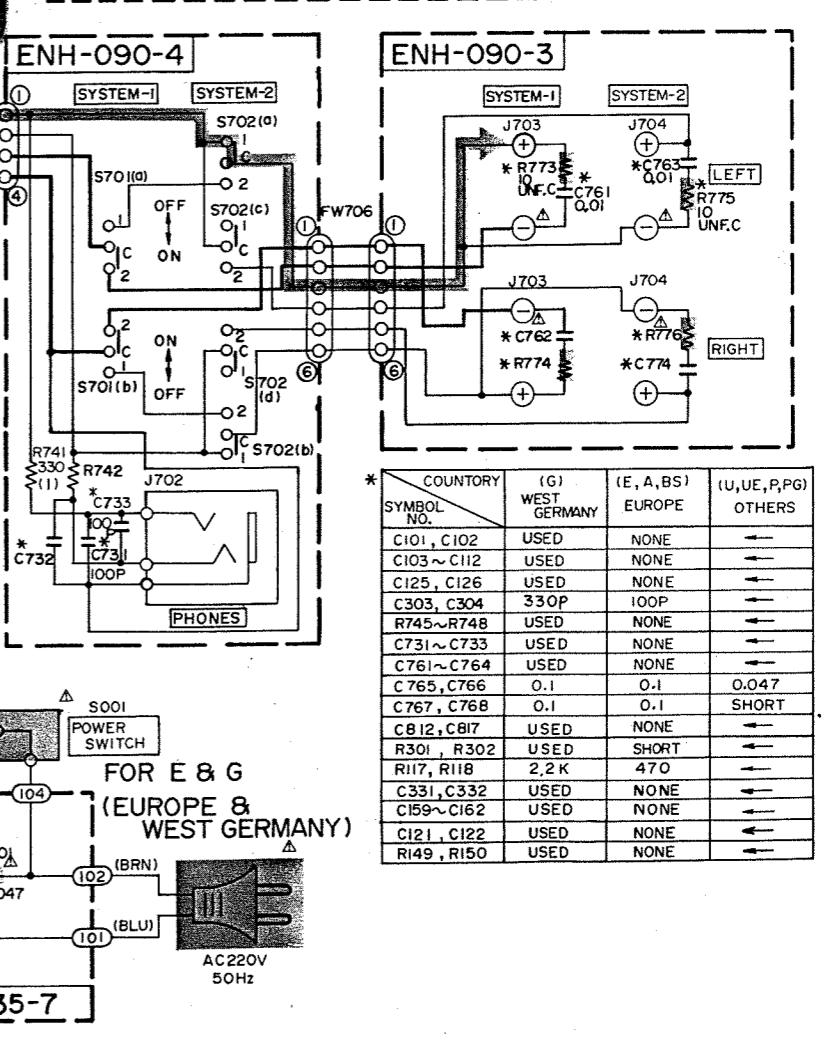 ENH-090-4
ENH-090-3
1
SYSTEM-1
SYSTEM-2
S702(a)
1
C
2
4
S701(a)
OFF
ON
1
C
2
S702(c)
1
C
2
FW706
1
1
SYSTEM-1
SYSTEM-2
J703
+
* R773
10
UNF.C
*
C761
0.01
−
⚠
J704
+
*C763
0.01
*
R775
10
UNF.C
−
⚠
LEFT
2
C
1
S701(b)
ON
OFF
2
C
1
S702
(d)
2
C
1
S702(b)
6
6
J703
−
⚠
*C762
*R774
+
J704
−
⚠
*R776
*C774
+
RIGHT
R741
330
(1)
R742
*
C733
100
P
*
C731
100P
*
C732
J702
PHONES
* COUNTORY
SYMBOL NO.
(G)
WEST GERMANY
(E, A, BS)
EUROPE
(U,UE,P,PG)
OTHERS
C101, C102 USED NONE ←
C103~C112 USED NONE ←
C125, C126 USED NONE ←
C303, C304 330P 100P ←
R745~R748 USED NONE ←
C731~C733 USED NONE ←
C761~C764 USED NONE ←
C765,C766 0.1 0.1 0.047
C767, C768 0.1 0.1 SHORT
C812,C817 USED NONE ←
R301, R302 USED SHORT ←
R117, R118 2.2K 470 ←
C331,C332 USED NONE ←
C159~C162 USED NONE ←
C121, C122 USED NONE ←
R149, R150 USED NONE ←
⚠ S001
POWER
SWITCH
104
FOR E & G
(EUROPE &
WEST GERMANY)
⚠
⚠
047
102
(BRN)
101
(BLU)
AC220V
50Hz
35-7